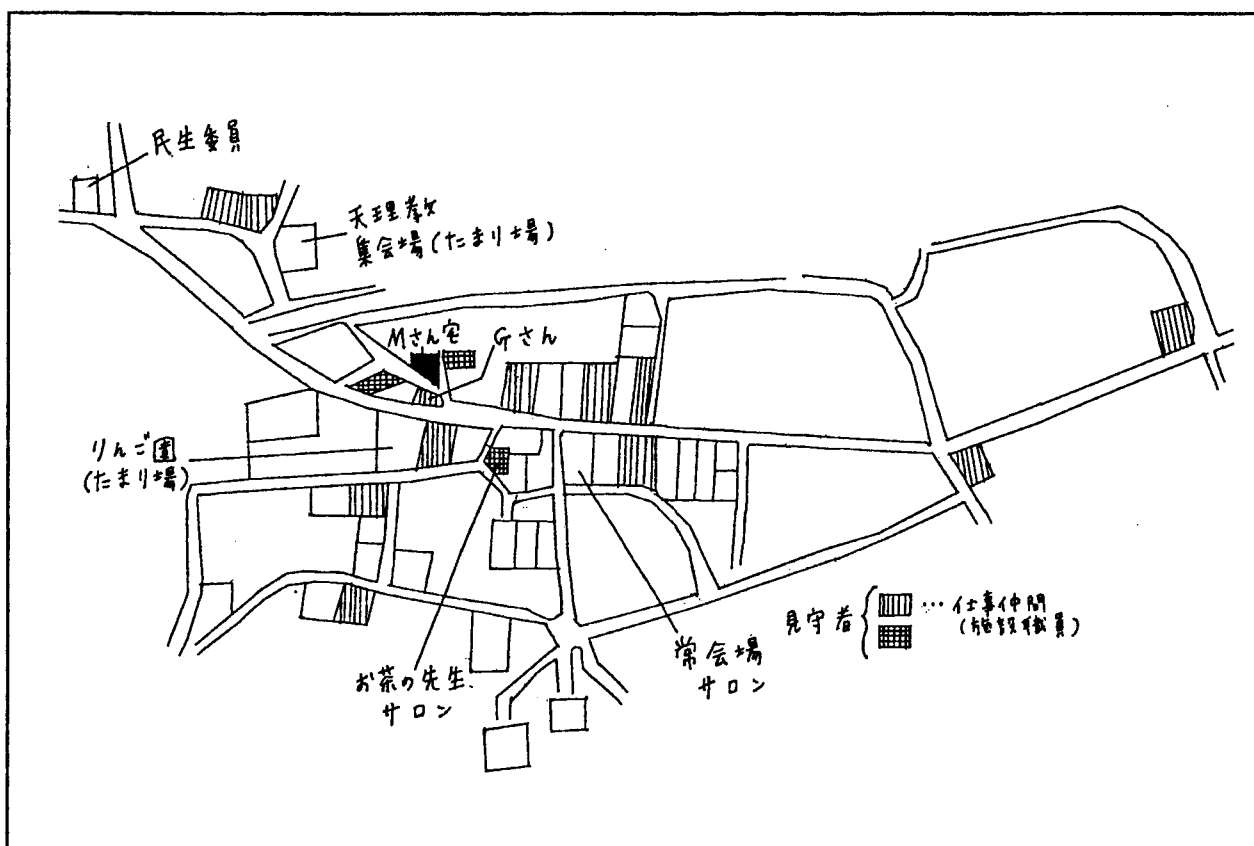 民生委員
天理教
集会場(たまり場)
Mさん宅
Gさん
りんご園
(たまり場)
お茶の先生
サロン
常会場
サロン
見守者
… 仕事仲間
(施設職員)